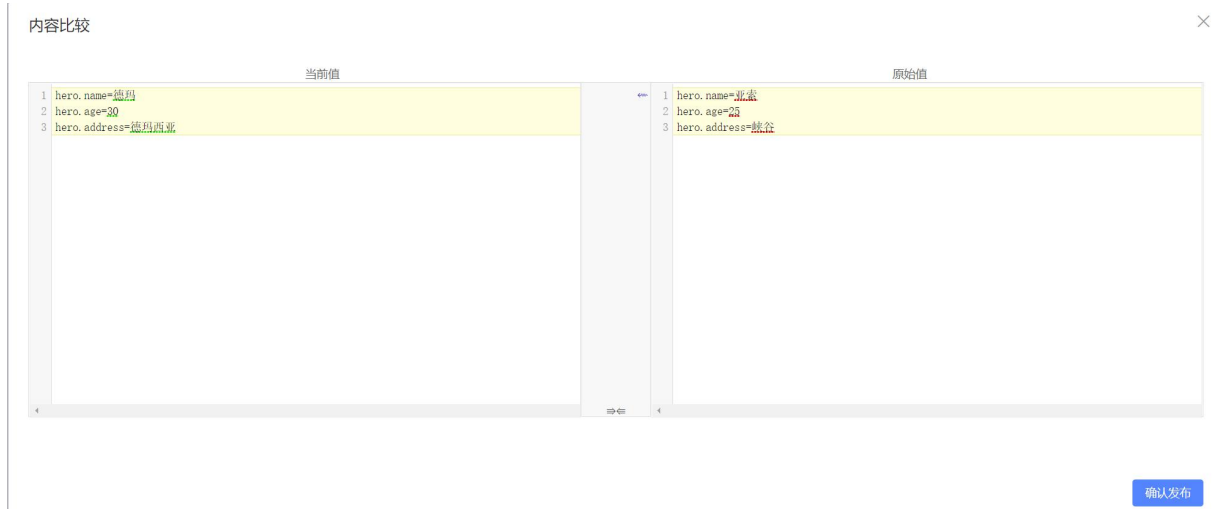 内容比较
当前值
1 hero.name=德玛
2 hero.age=30
3 hero.address=德玛西亚
原始值
1 hero.name=亚索
2 hero.age=25
3 hero.address=峡谷
确认发布